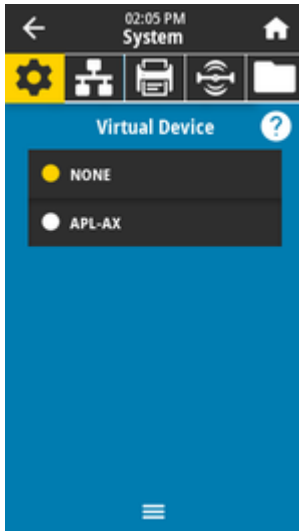 02:05 PM
System
Virtual Device
?
NONE
APL-AX